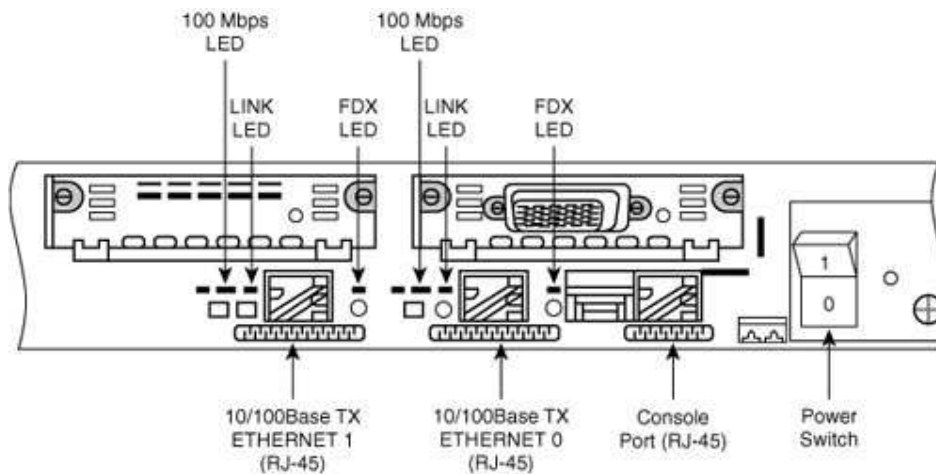 100 Mbps
LED
100 Mbps
LED
LINK
LED
FDX
LED
LINK
LED
FDX
LED
1
0
10/100Base TX
ETHERNET 1
(RJ-45)
10/100Base TX
ETHERNET 0
(RJ-45)
Console
Port (RJ-45)
Power
Switch